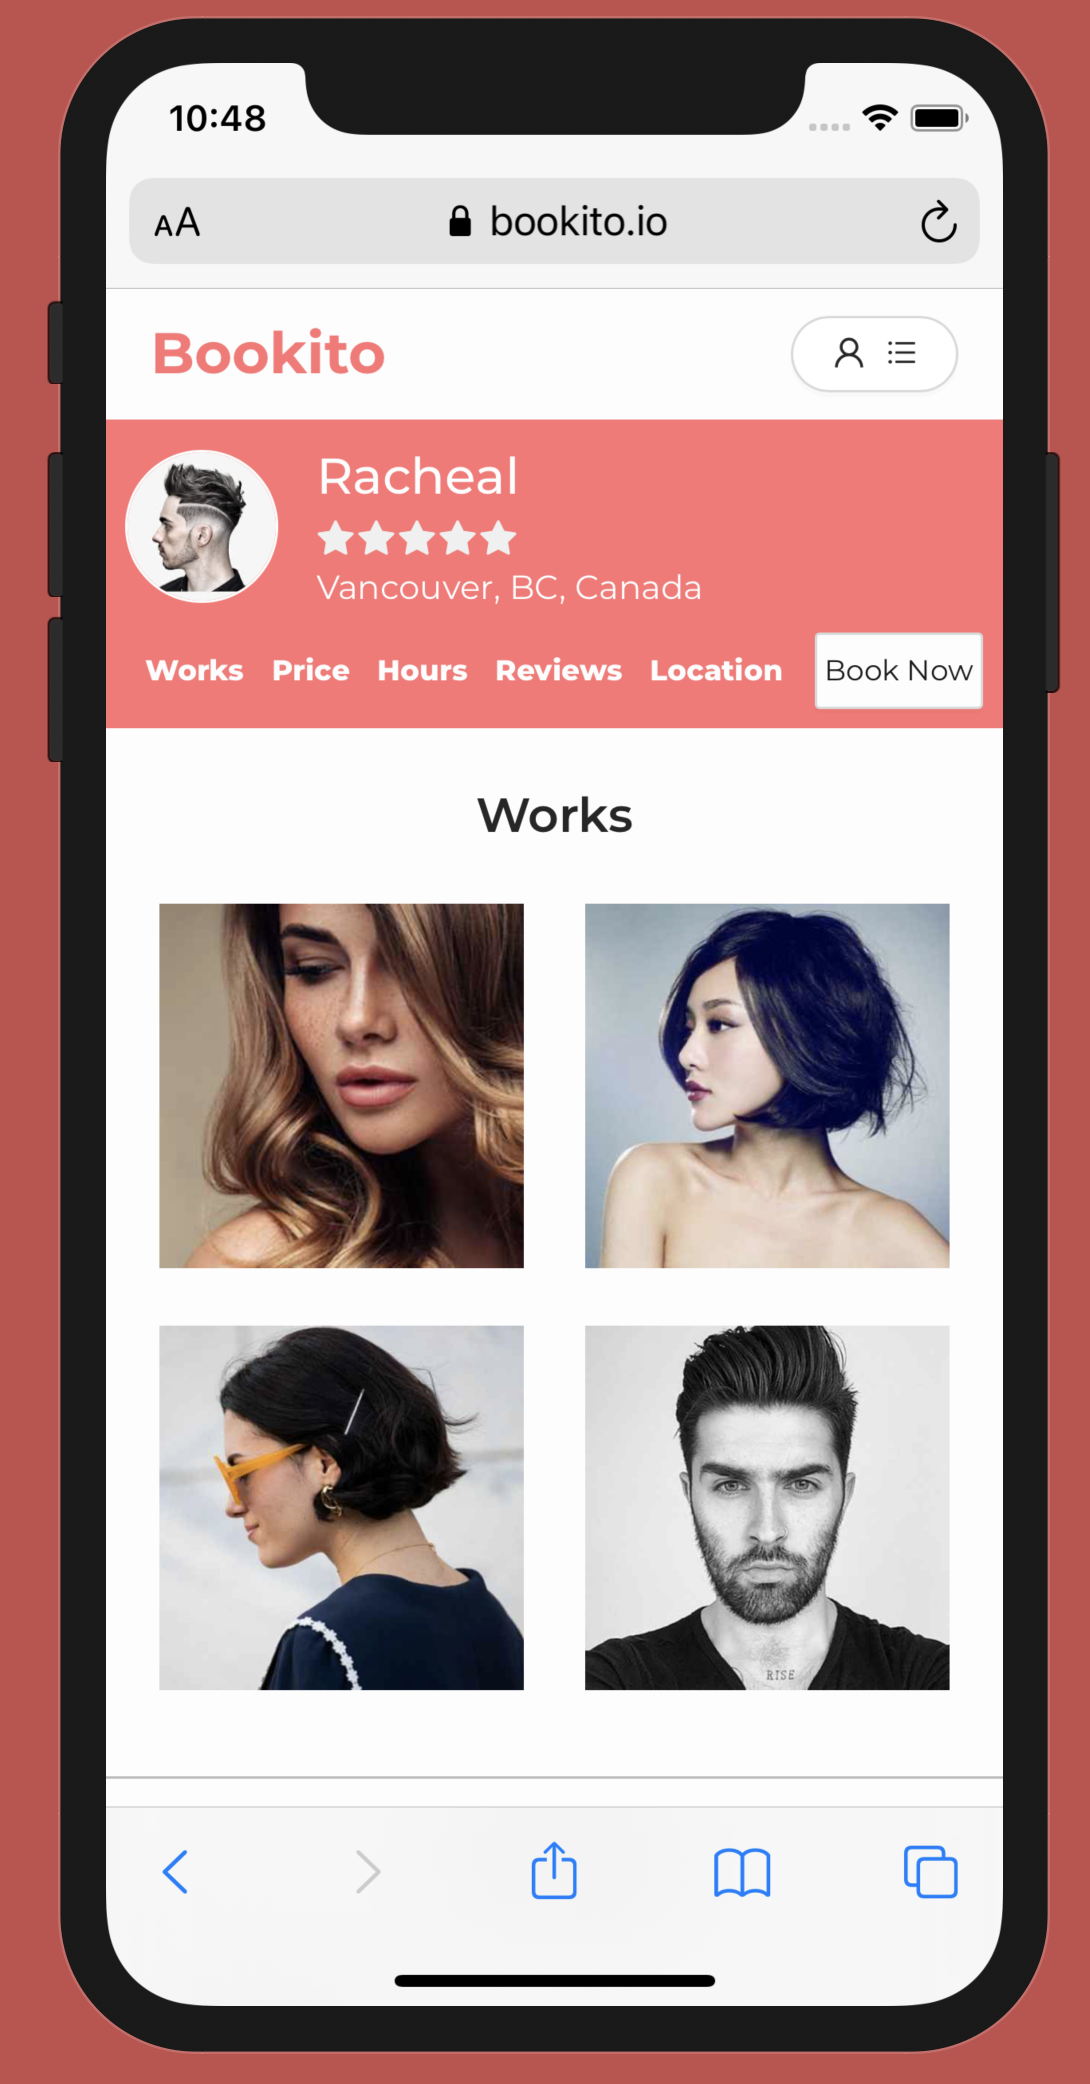 10:48
AA bookito.io
Bookito
Racheal
Vancouver, BC, Canada
Works Price Hours Reviews Location Book Now
Works
RISE